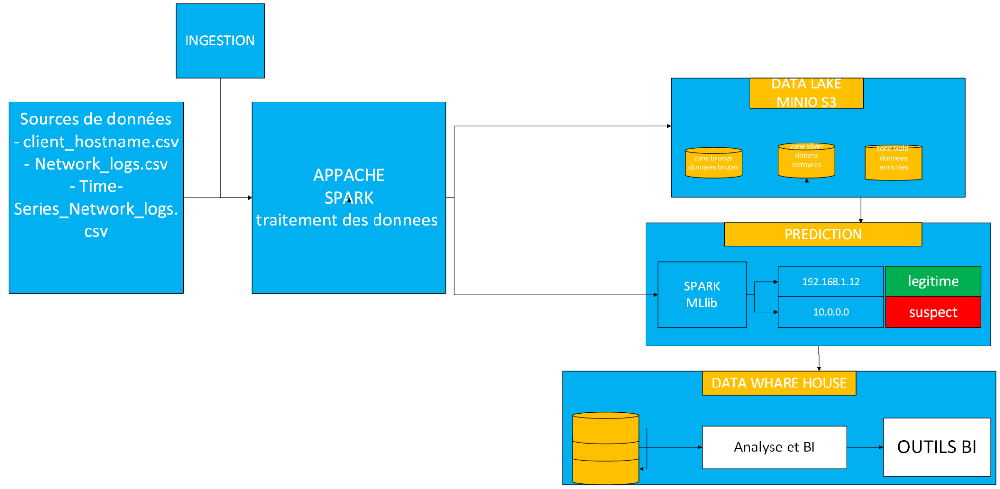 INGESTION
Sources de données
- client_hostname.csv
- Network_logs.csv
- Time-
Series_Network_logs.
csv
APPACHE
SPARK
traitement des donnees
DATA LAKE
MINIO S3
zone bronze
donnees brutes
zone sliver
donees
netoyees
zone Gold
donnees
enrichies
PREDICTION
SPARK
MLlib
192.168.1.12
legitime
10.0.0.0
suspect
DATA WHARE HOUSE
Analyse et BI
OUTILS BI